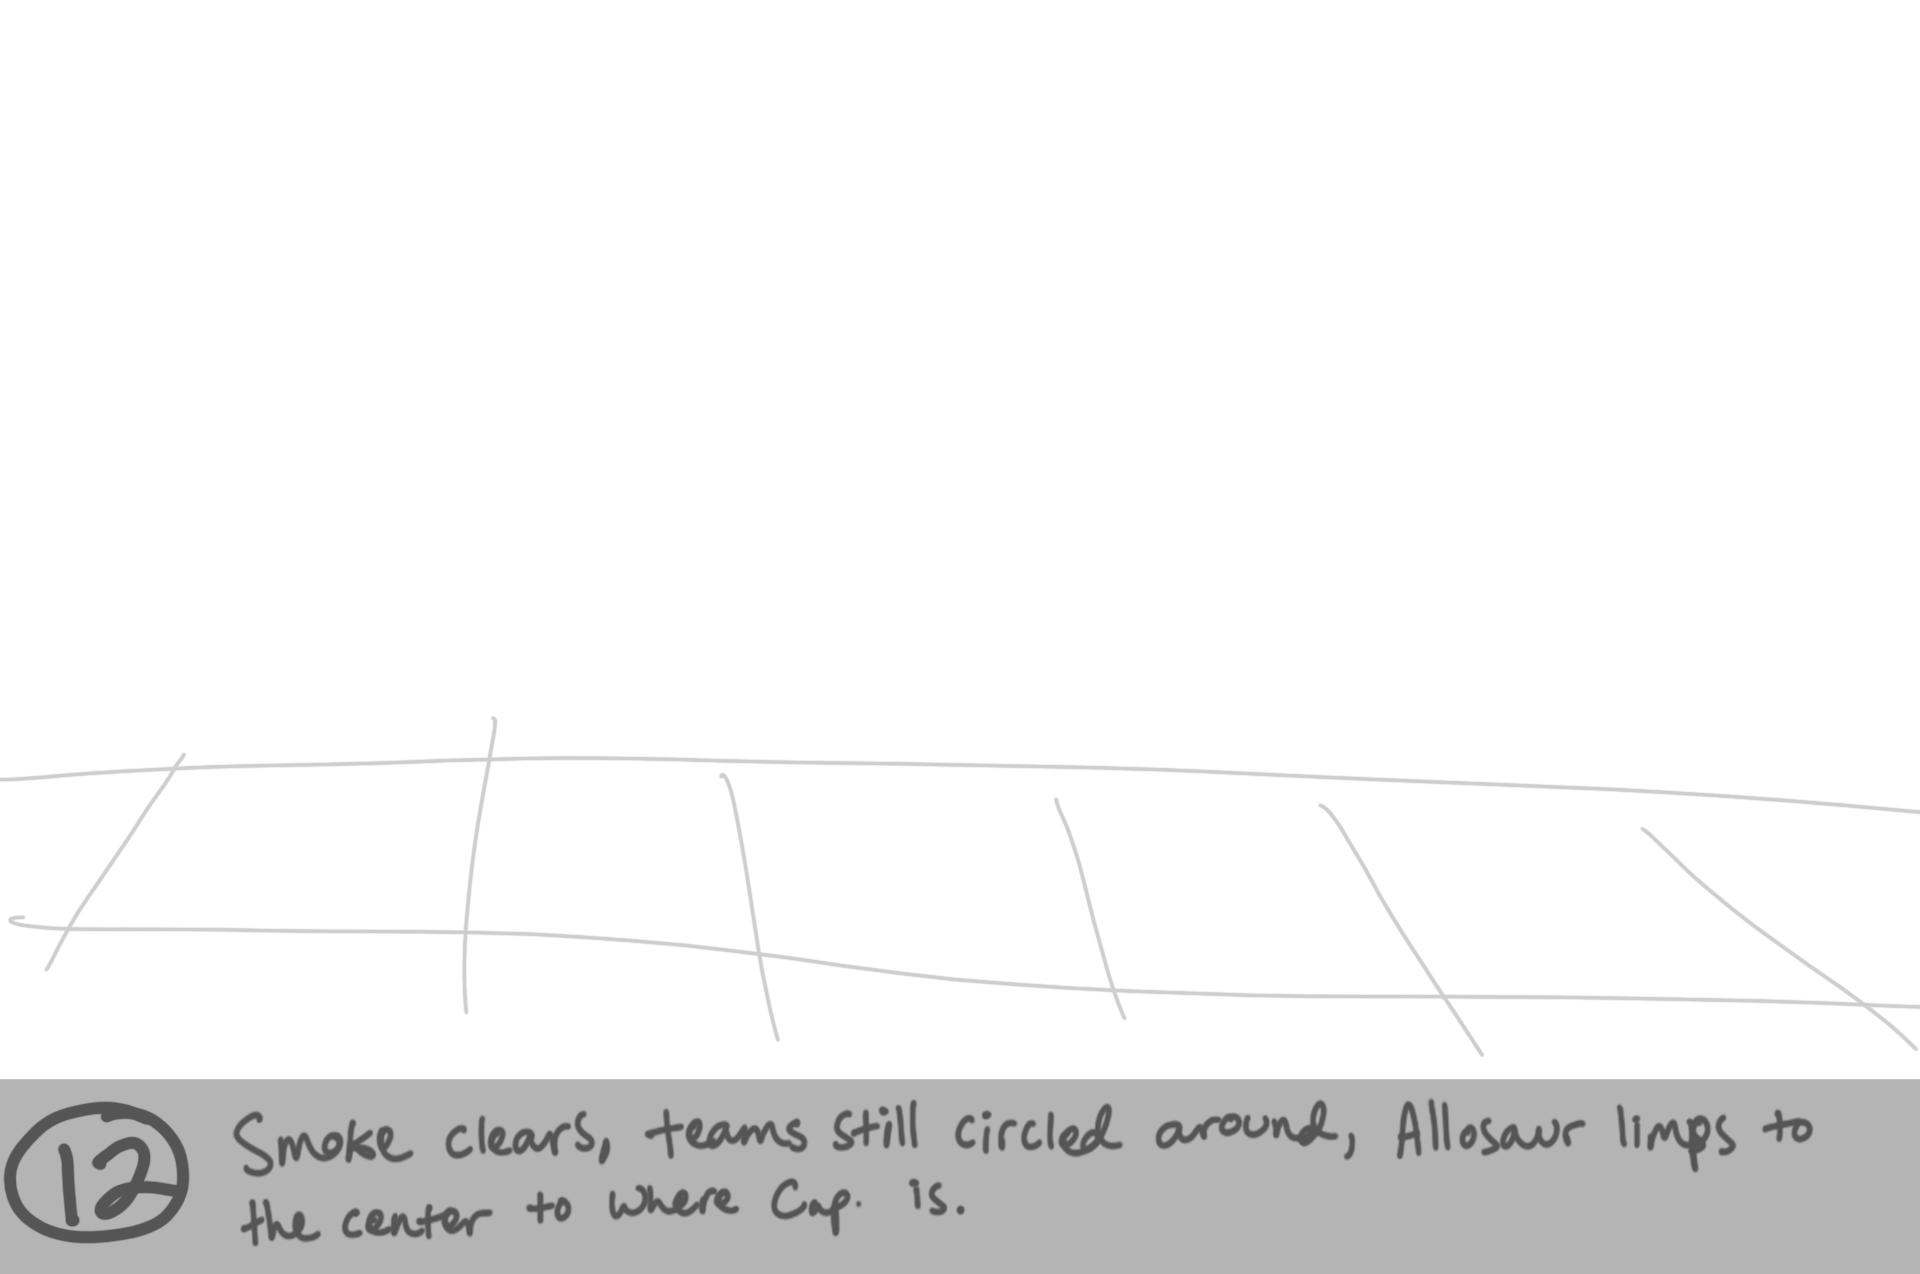 12
Smoke clears, teams still circled around, Allosaur limps to
the center to where Cap. is.